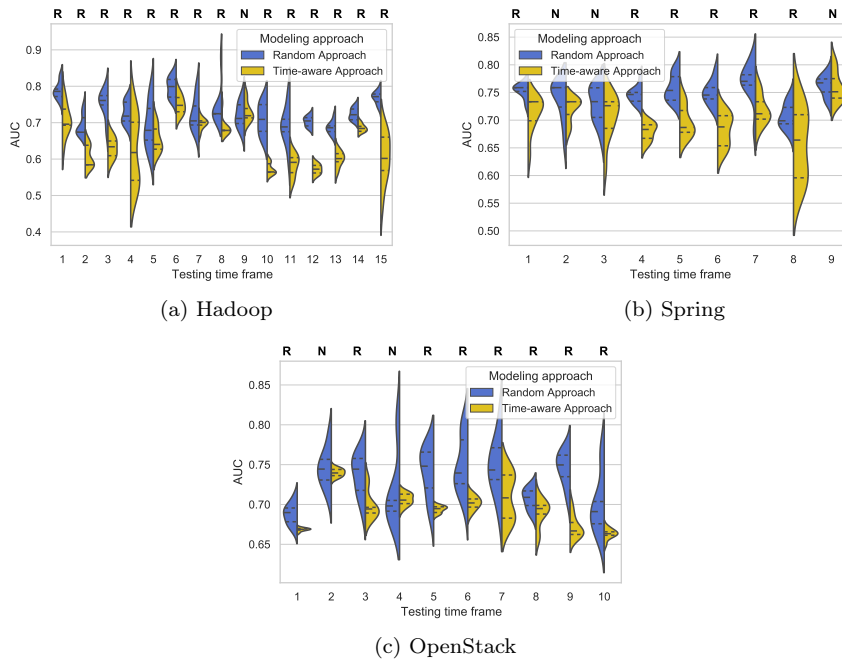 R R R R R R R R N R R R R R R
Modeling approach
Random Approach
Time-aware Approach
0.9
0.8
0.7
0.6
0.5
0.4
AUC
1 2 3 4 5 6 7 8 9 10 11 12 13 14 15
Testing time frame
(a) Hadoop
R N N R R R R R N
Modeling approach
Random Approach
Time-aware Approach
0.85
0.80
0.75
0.70
0.65
0.60
0.55
0.50
AUC
1 2 3 4 5 6 7 8 9
Testing time frame
(b) Spring
R N R N R R R R R R
Modeling approach
Random Approach
Time-aware Approach
0.85
0.80
0.75
0.70
0.65
AUC
1 2 3 4 5 6 7 8 9 10
Testing time frame
(c) OpenStack